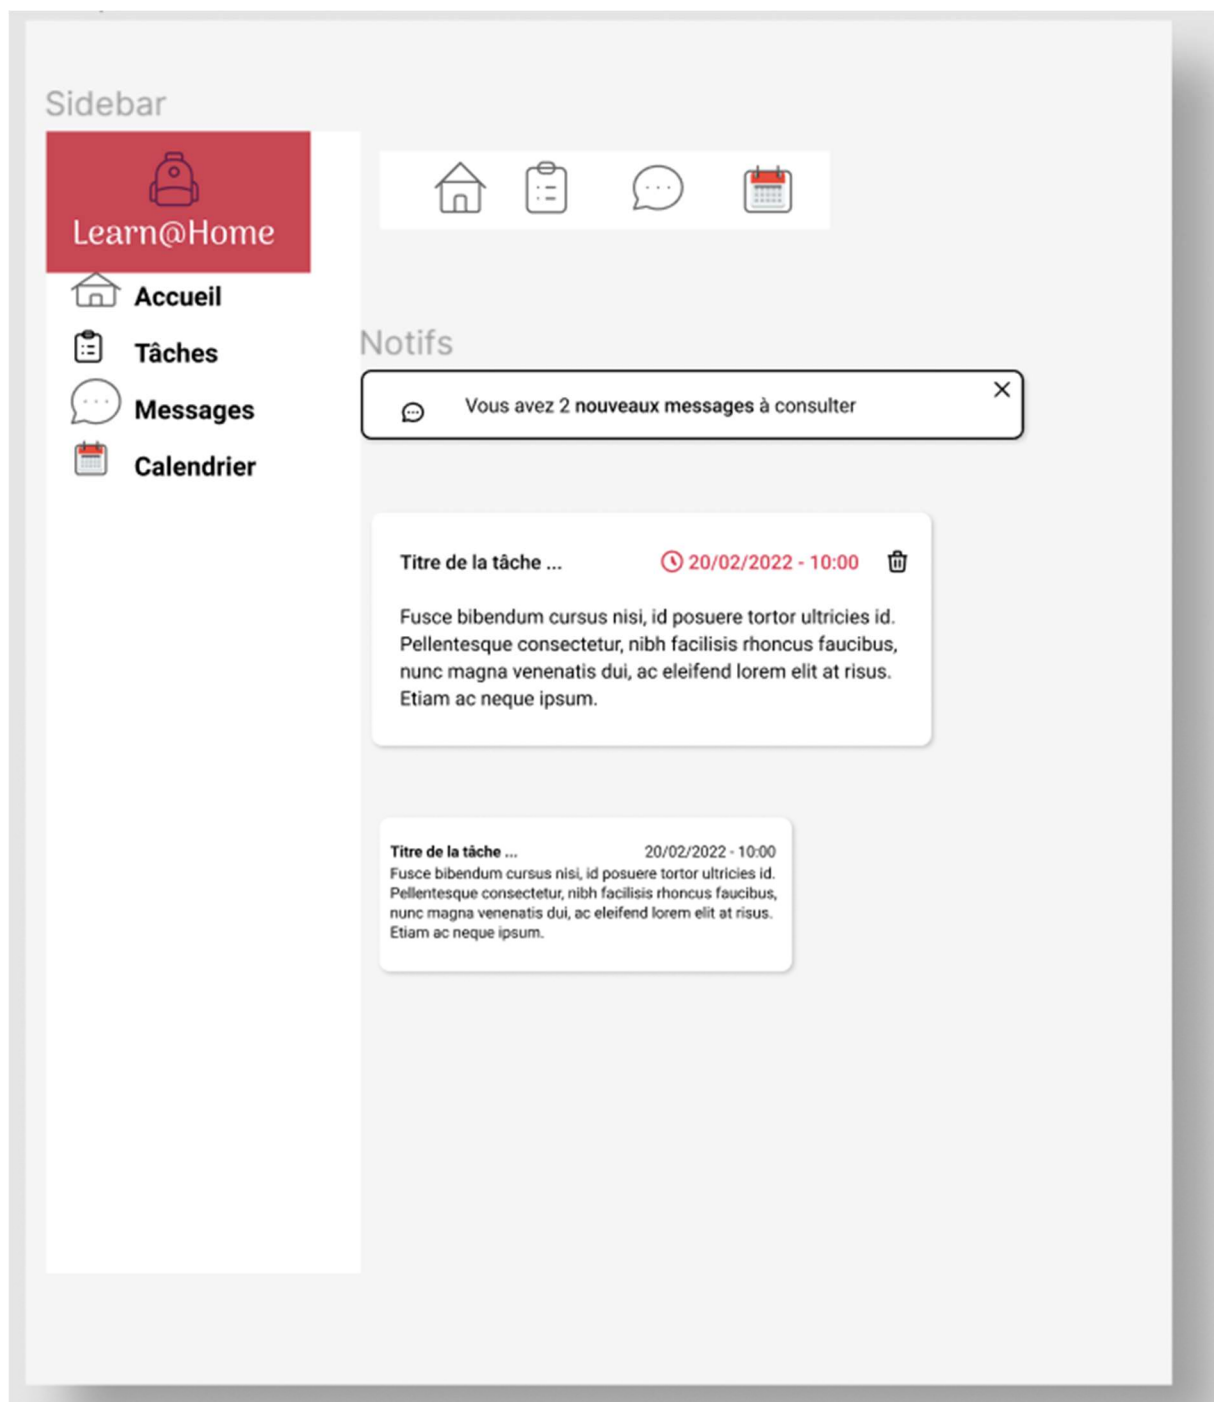 Sidebar
Learn@Home
Accueil
Tâches
Messages
Calendrier
Notifs
Vous avez 2 nouveaux messages à consulter
Titre de la tâche ...
20/02/2022 - 10:00
Fusce bibendum cursus nisi, id posuere tortor ultricies id.
Pellentesque consectetur, nibh facilisis rhoncus faucibus,
nunc magna venenatis dui, ac eleifend lorem elit at risus.
Etiam ac neque ipsum.
Titre de la tâche ...
20/02/2022 - 10:00
Fusce bibendum cursus nisi, id posuere tortor ultricies id.
Pellentesque consectetur, nibh facilisis rhoncus faucibus,
nunc magna venenatis dui, ac eleifend lorem elit at risus.
Etiam ac neque ipsum.